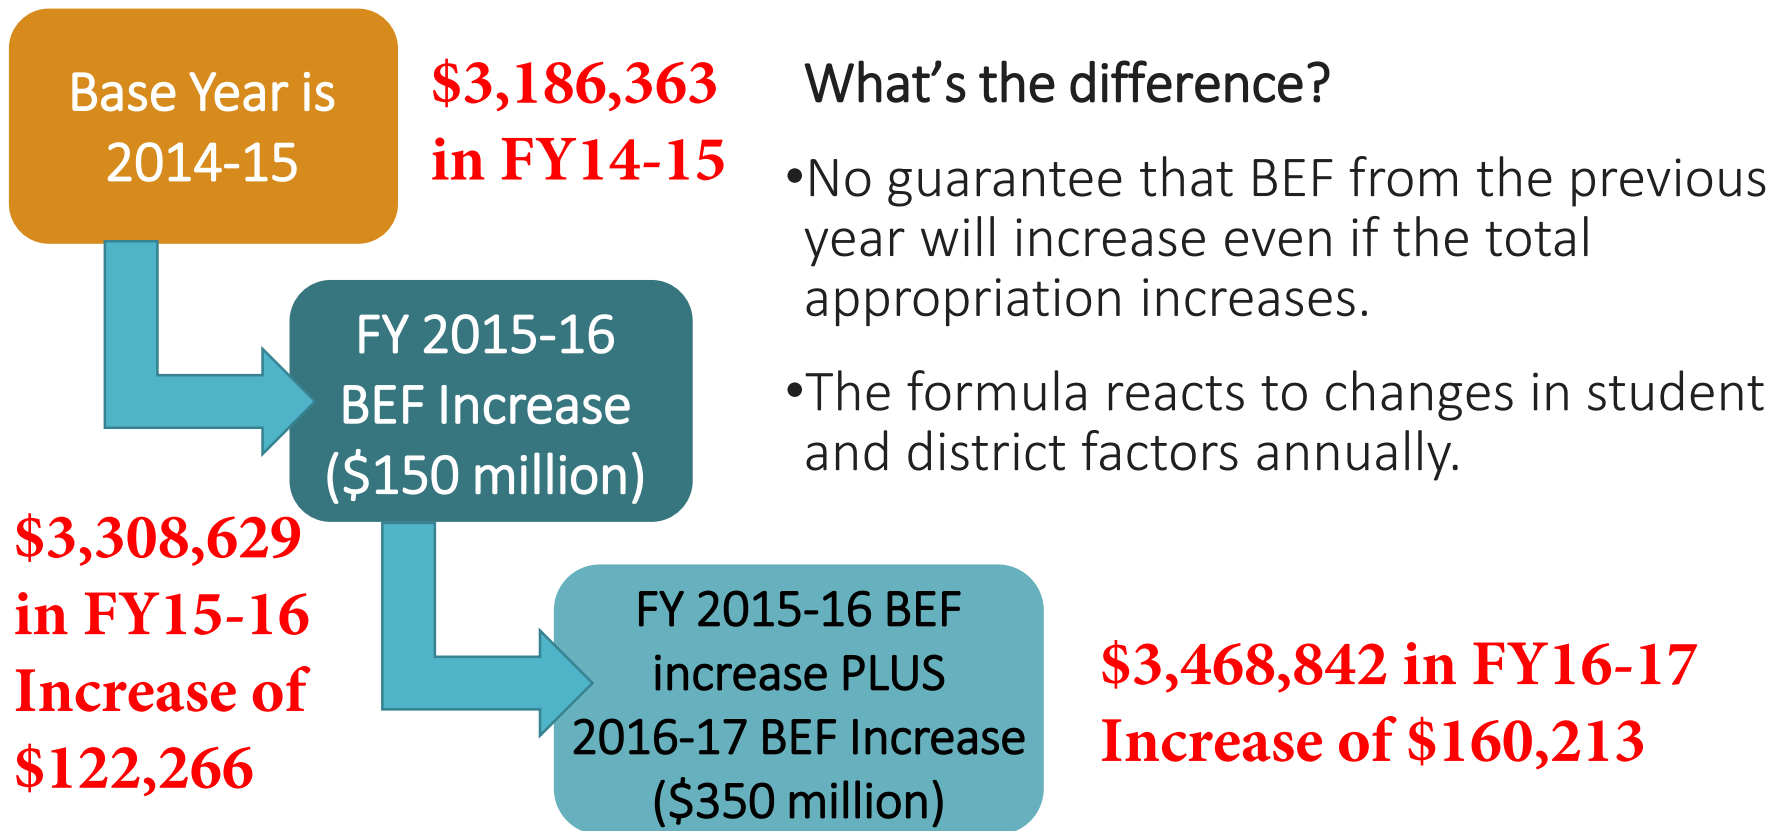 Base Year is
2014-15
$3,186,363
in FY14-15
What’s the difference?
•No guarantee that BEF from the previous
year will increase even if the total
appropriation increases.
•The formula reacts to changes in student
and district factors annually.
FY 2015-16
BEF Increase
($150 million)
$3,308,629
in FY15-16
Increase of
$122,266
FY 2015-16 BEF
increase PLUS
2016-17 BEF Increase
($350 million)
$3,468,842 in FY16-17
Increase of $160,213